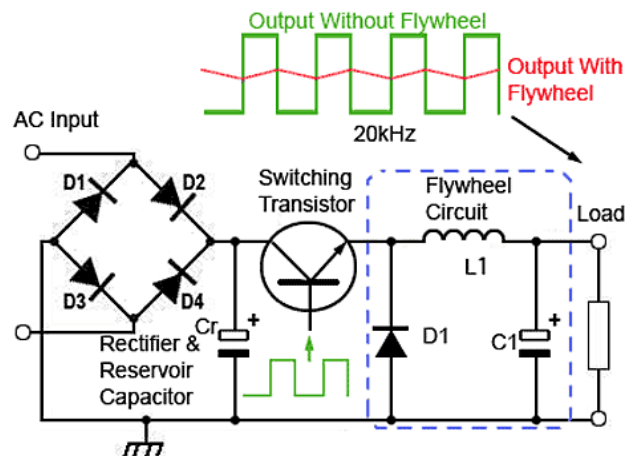 Output Without Flywheel
Output With
Flywheel
20kHz
AC Input
D1
D2
D3
D4
Switching
Transistor
Flywheel
Circuit
Load
L1
Cr
+
D1
C1
+
Rectifier &
Reservoir
Capacitor